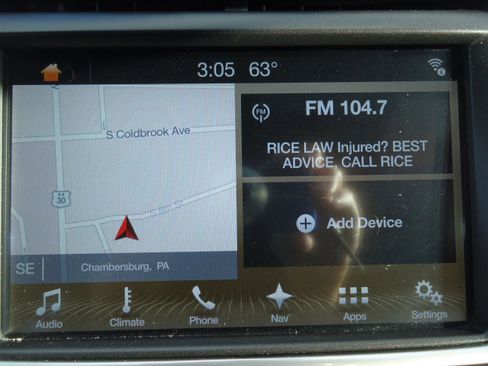 3:05 63°
S Coldbrook Ave
US
30
SE
Chambersburg, PA
FM
FM 104.7
RICE LAW Injured? BEST
ADVICE, CALL RICE
Add Device
Audio
Climate
Phone
Nav
Apps
Settings